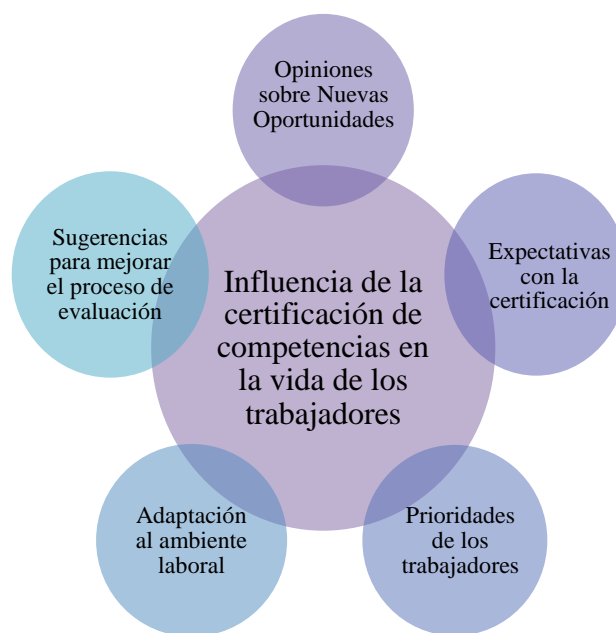 Opiniones
sobre Nuevas
Oportunidades
Expectativas
con la
certificación
Prioridades
de los
trabajadores
Adaptación
al ambiente
laboral
Sugerencias
para mejorar
el proceso de
evaluación
Influencia de la
certificación de
competencias en
la vida de los
trabajadores